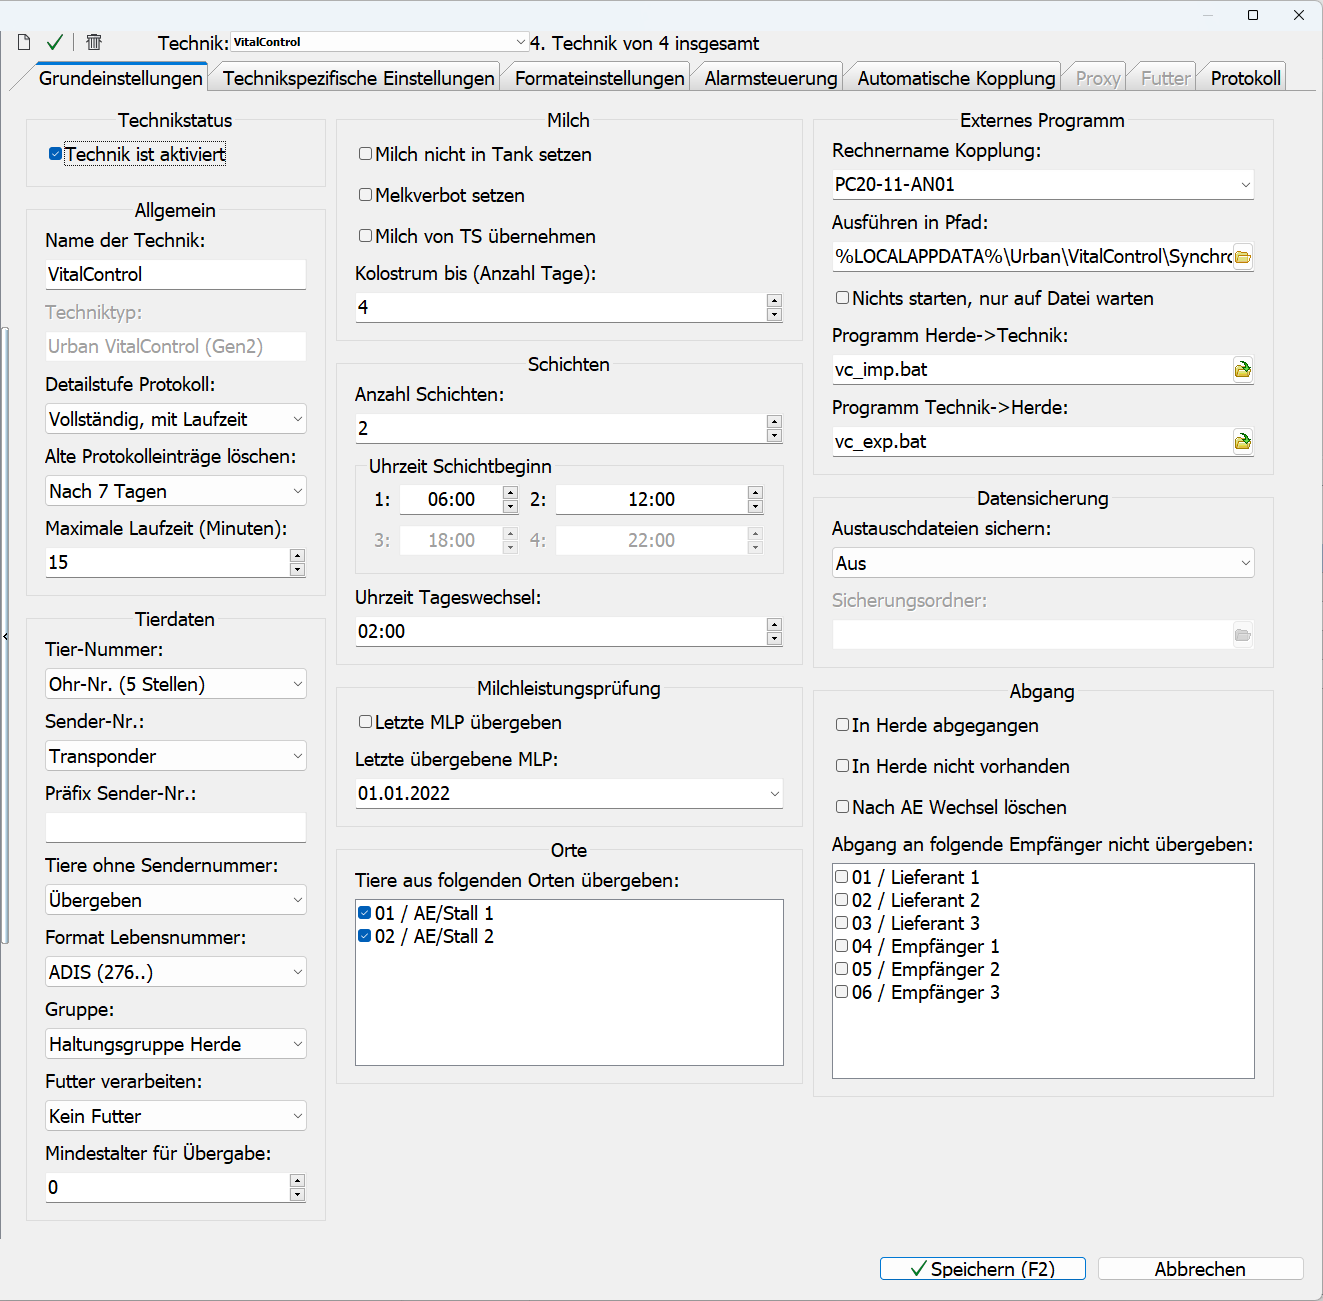 Technik: VitalControl 4. Technik von 4 insgesamt
Grundeinstellungen Technikspezifische Einstellungen Formateinstellungen Alarmsteuerung Automatische Kopplung Proxy Futter Protokoll
Technikstatus
Technik ist aktiviert
Allgemein
Name der Technik:
VitalControl
Techniktyp:
Urban VitalControl (Gen2)
Detailstufe Protokoll:
Vollständig, mit Laufzeit
Alte Protokolleinträge löschen:
Nach 7 Tagen
Maximale Laufzeit (Minuten):
15
Tierdaten
Tier-Nummer:
Ohr-Nr. (5 Stellen)
Sender-Nr.:
Transponder
Präfix Sender-Nr.:
Tiere ohne Sendernummer:
Übergeben
Format Lebensnummer:
ADIS (276..)
Gruppe:
Haltungsgruppe Herde
Futter verarbeiten:
Kein Futter
Mindestalter für Übergabe:
0
Milch
Milch nicht in Tank setzen
Melkverbot setzen
Milch von TS übernehmen
Kolostrum bis (Anzahl Tage):
4
Schichten
Anzahl Schichten:
2
Uhrzeit Schichtbeginn
1: 06:00 2: 12:00
3: 18:00 4: 22:00
Uhrzeit Tageswechsel:
02:00
Milchleistungsprüfung
Letzte MLP übergeben
Letzte übergebene MLP:
01.01.2022
Orte
Tiere aus folgenden Orten übergeben:
01 / AE/Stall 1
02 / AE/Stall 2
Externes Programm
Rechnername Kopplung:
PC20-11-AN01
Ausführen in Pfad:
%LOCALAPPDATA%\Urban\VitalControl\Synchro
Nichts starten, nur auf Datei warten
Programm Herde->Technik:
vc_imp.bat
Programm Technik->Herde:
vc_exp.bat
Datensicherung
Austauschdateien sichern:
Aus
Sicherungsordner:
Abgang
In Herde abgegangen
In Herde nicht vorhanden
Nach AE Wechsel löschen
Abgang an folgende Empfänger nicht übergeben:
01 / Lieferant 1
02 / Lieferant 2
03 / Lieferant 3
04 / Empfänger 1
05 / Empfänger 2
06 / Empfänger 3
Speichern (F2) Abbrechen